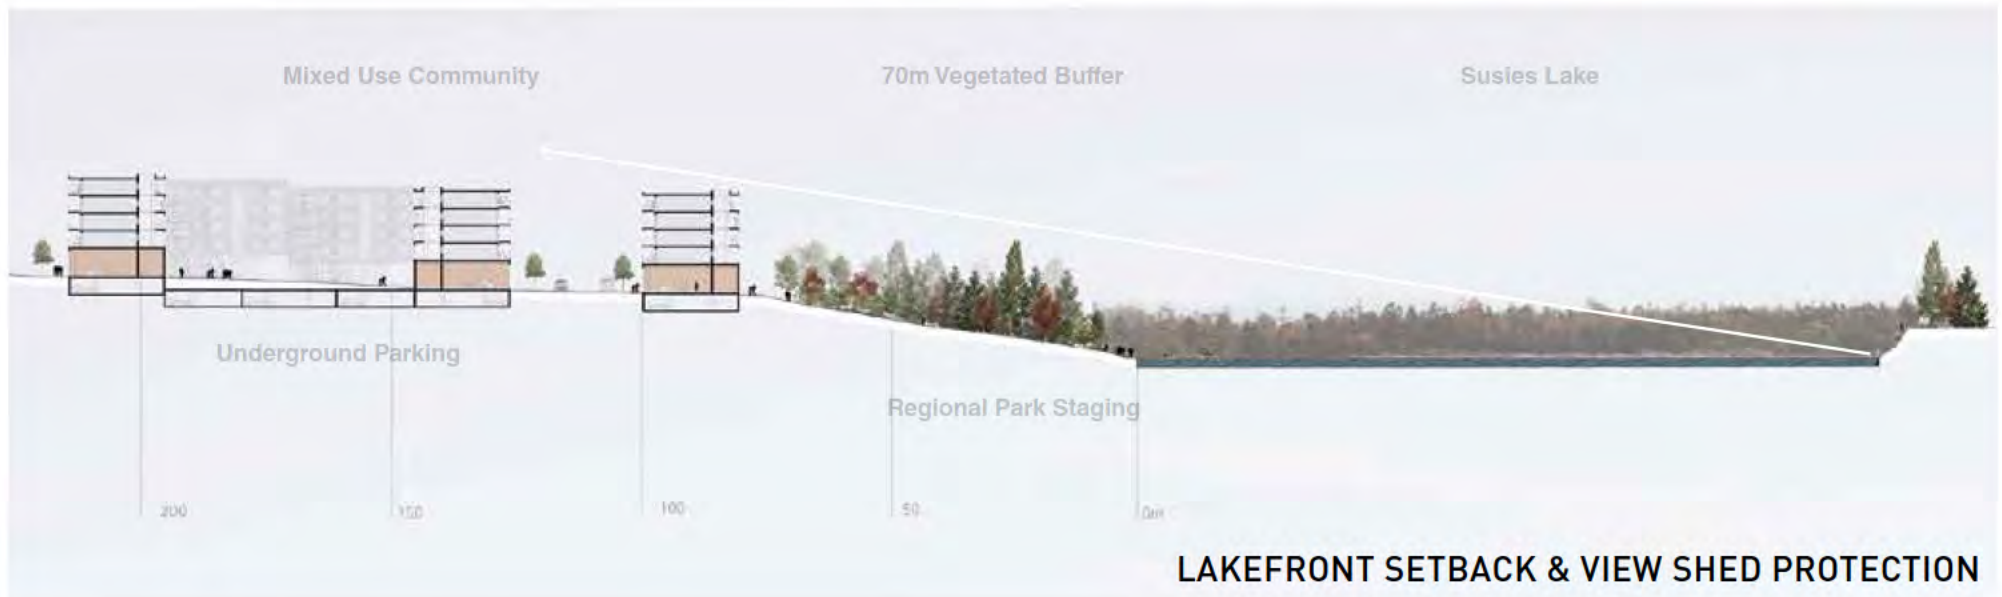 Mixed Use Community
70m Vegetated Buffer
Susies Lake
Underground Parking
Regional Park Staging
200
150
100
50
0m
LAKEFRONT SETBACK & VIEW SHED PROTECTION